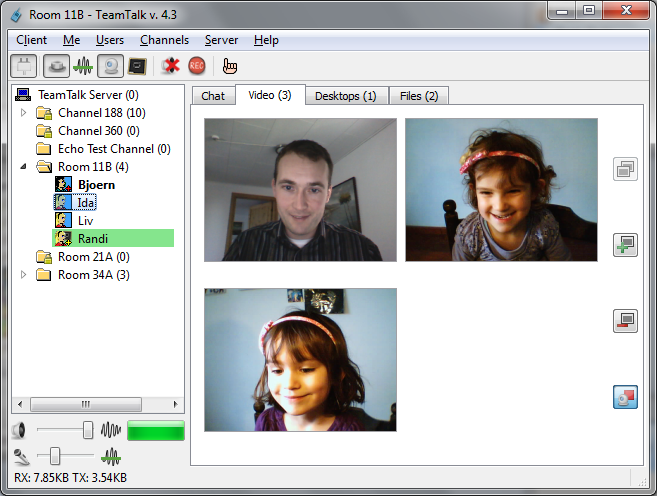 Room 11B - TeamTalk v. 4.3
Client Me Users Channels Server Help
REC
TeamTalk Server (0)
Channel 188 (10)
Channel 360 (0)
Echo Test Channel (0)
Room 11B (4)
Bjoern
Ida
Liv
Randi
Room 21A (0)
Room 34A (3)
Chat Video (3) Desktops (1) Files (2)
RX: 7.85KB TX: 3.54KB